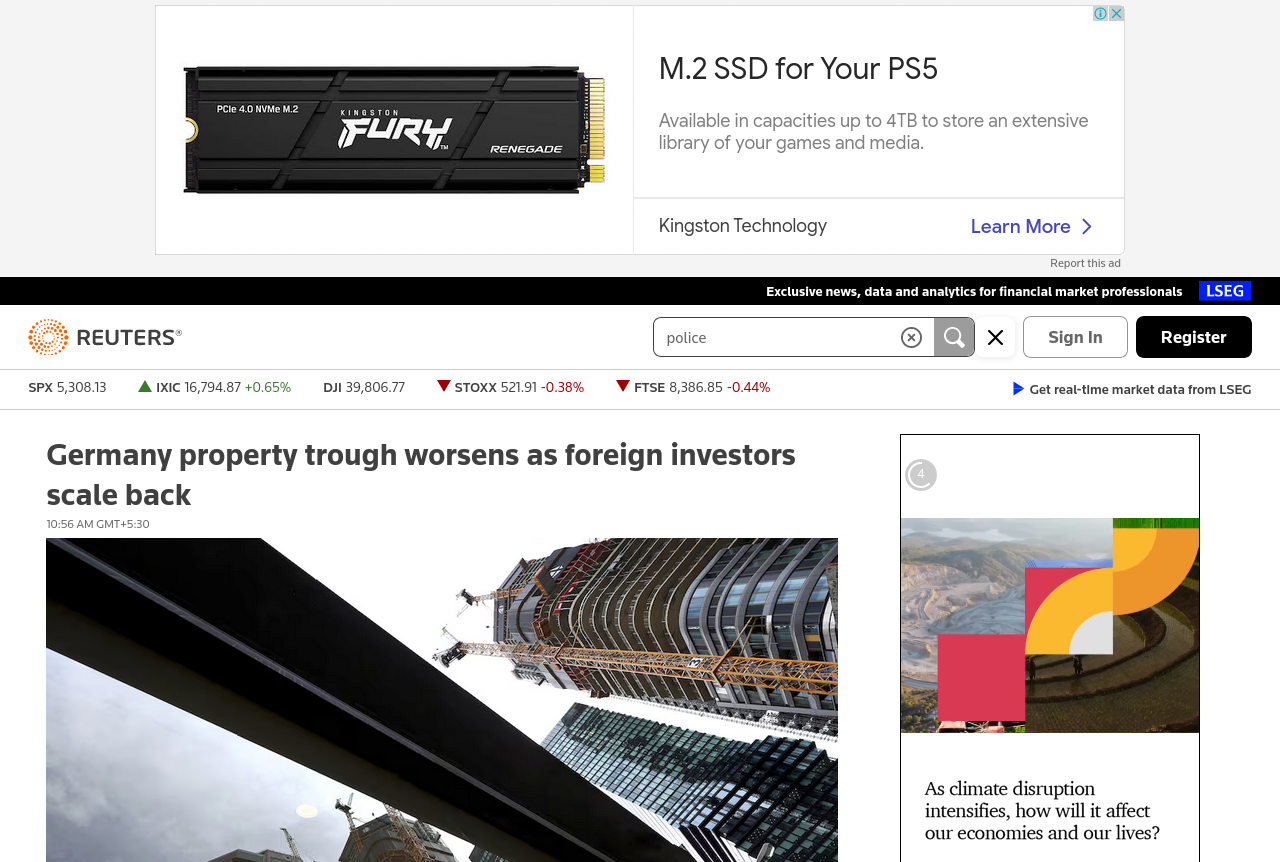 PCIe 4.0 NVMe M.2
KINGSTON
FURY
TM
RENEGADE
M.2 SSD for Your PS5
Available in capacities up to 4TB to store an extensive
library of your games and media.
Kingston Technology
Learn More
Report this ad
Exclusive news, data and analytics for financial market professionals
LSEG
REUTERS®
police
Sign In
Register
SPX 5,308.13
IXIC 16,794.87 +0.65%
DJI 39,806.77
STOXX 521.91 -0.38%
FTSE 8,386.85 -0.44%
Get real-time market data from LSEG
Germany property trough worsens as foreign investors
scale back
10:56 AM GMT+5:30
4
As climate disruption
intensifies, how will it affect
our economies and our lives?